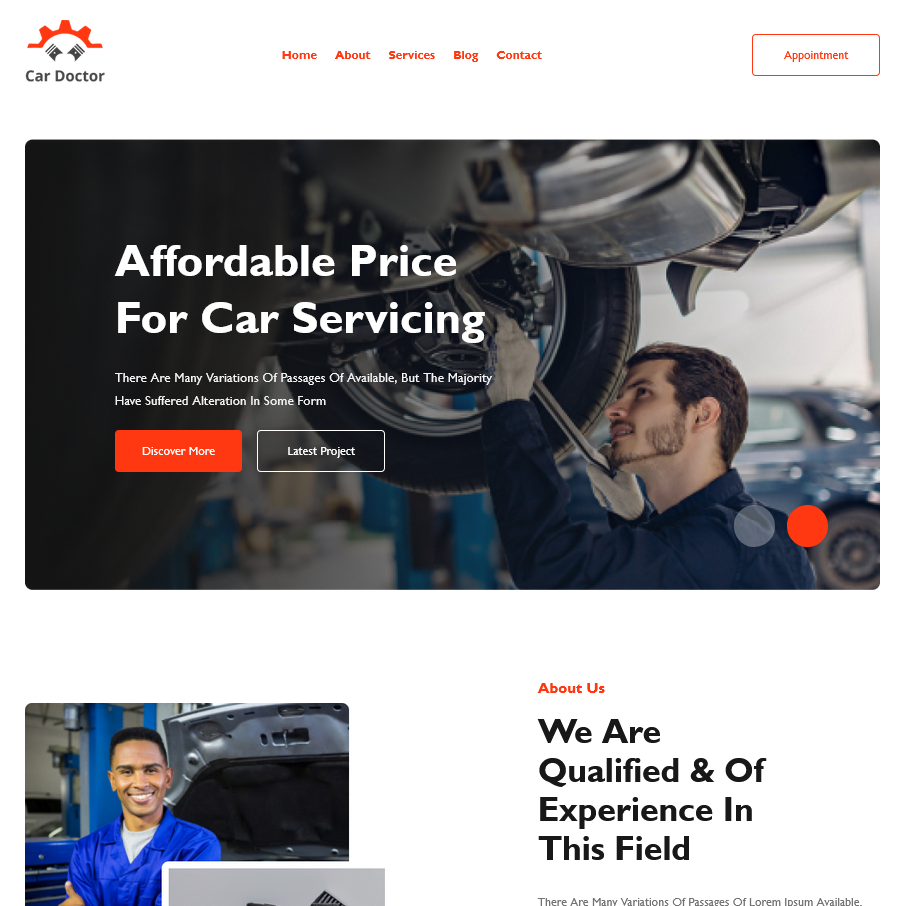 Car Doctor
Home About Services Blog Contact
Appointment
Affordable Price
For Car Servicing
There Are Many Variations Of Passages Of Available, But The Majority
Have Suffered Alteration In Some Form
Discover More
Latest Project
About Us
We Are
Qualified & Of
Experience In
This Field
There Are Many Variations Of Passages Of Lorem Ipsum Available,